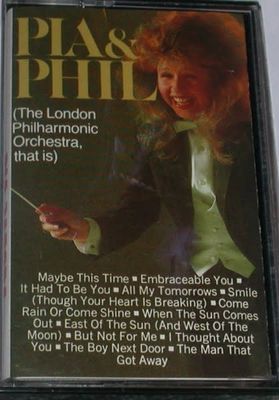 PIA &
PHIL
(The London
Philharmonic
Orchestra,
that is)
Maybe This Time ▪ Embraceable You ▪
It Had To Be You ▪ All My Tomorrows ▪ Smile
(Though Your Heart Is Breaking) ▪ Come
Rain Or Come Shine ▪ When The Sun Comes
Out ▪ East Of The Sun (And West Of The
Moon) ▪ But Not For Me ▪ I Thought About
You ▪ The Boy Next Door ▪ The Man That
Got Away